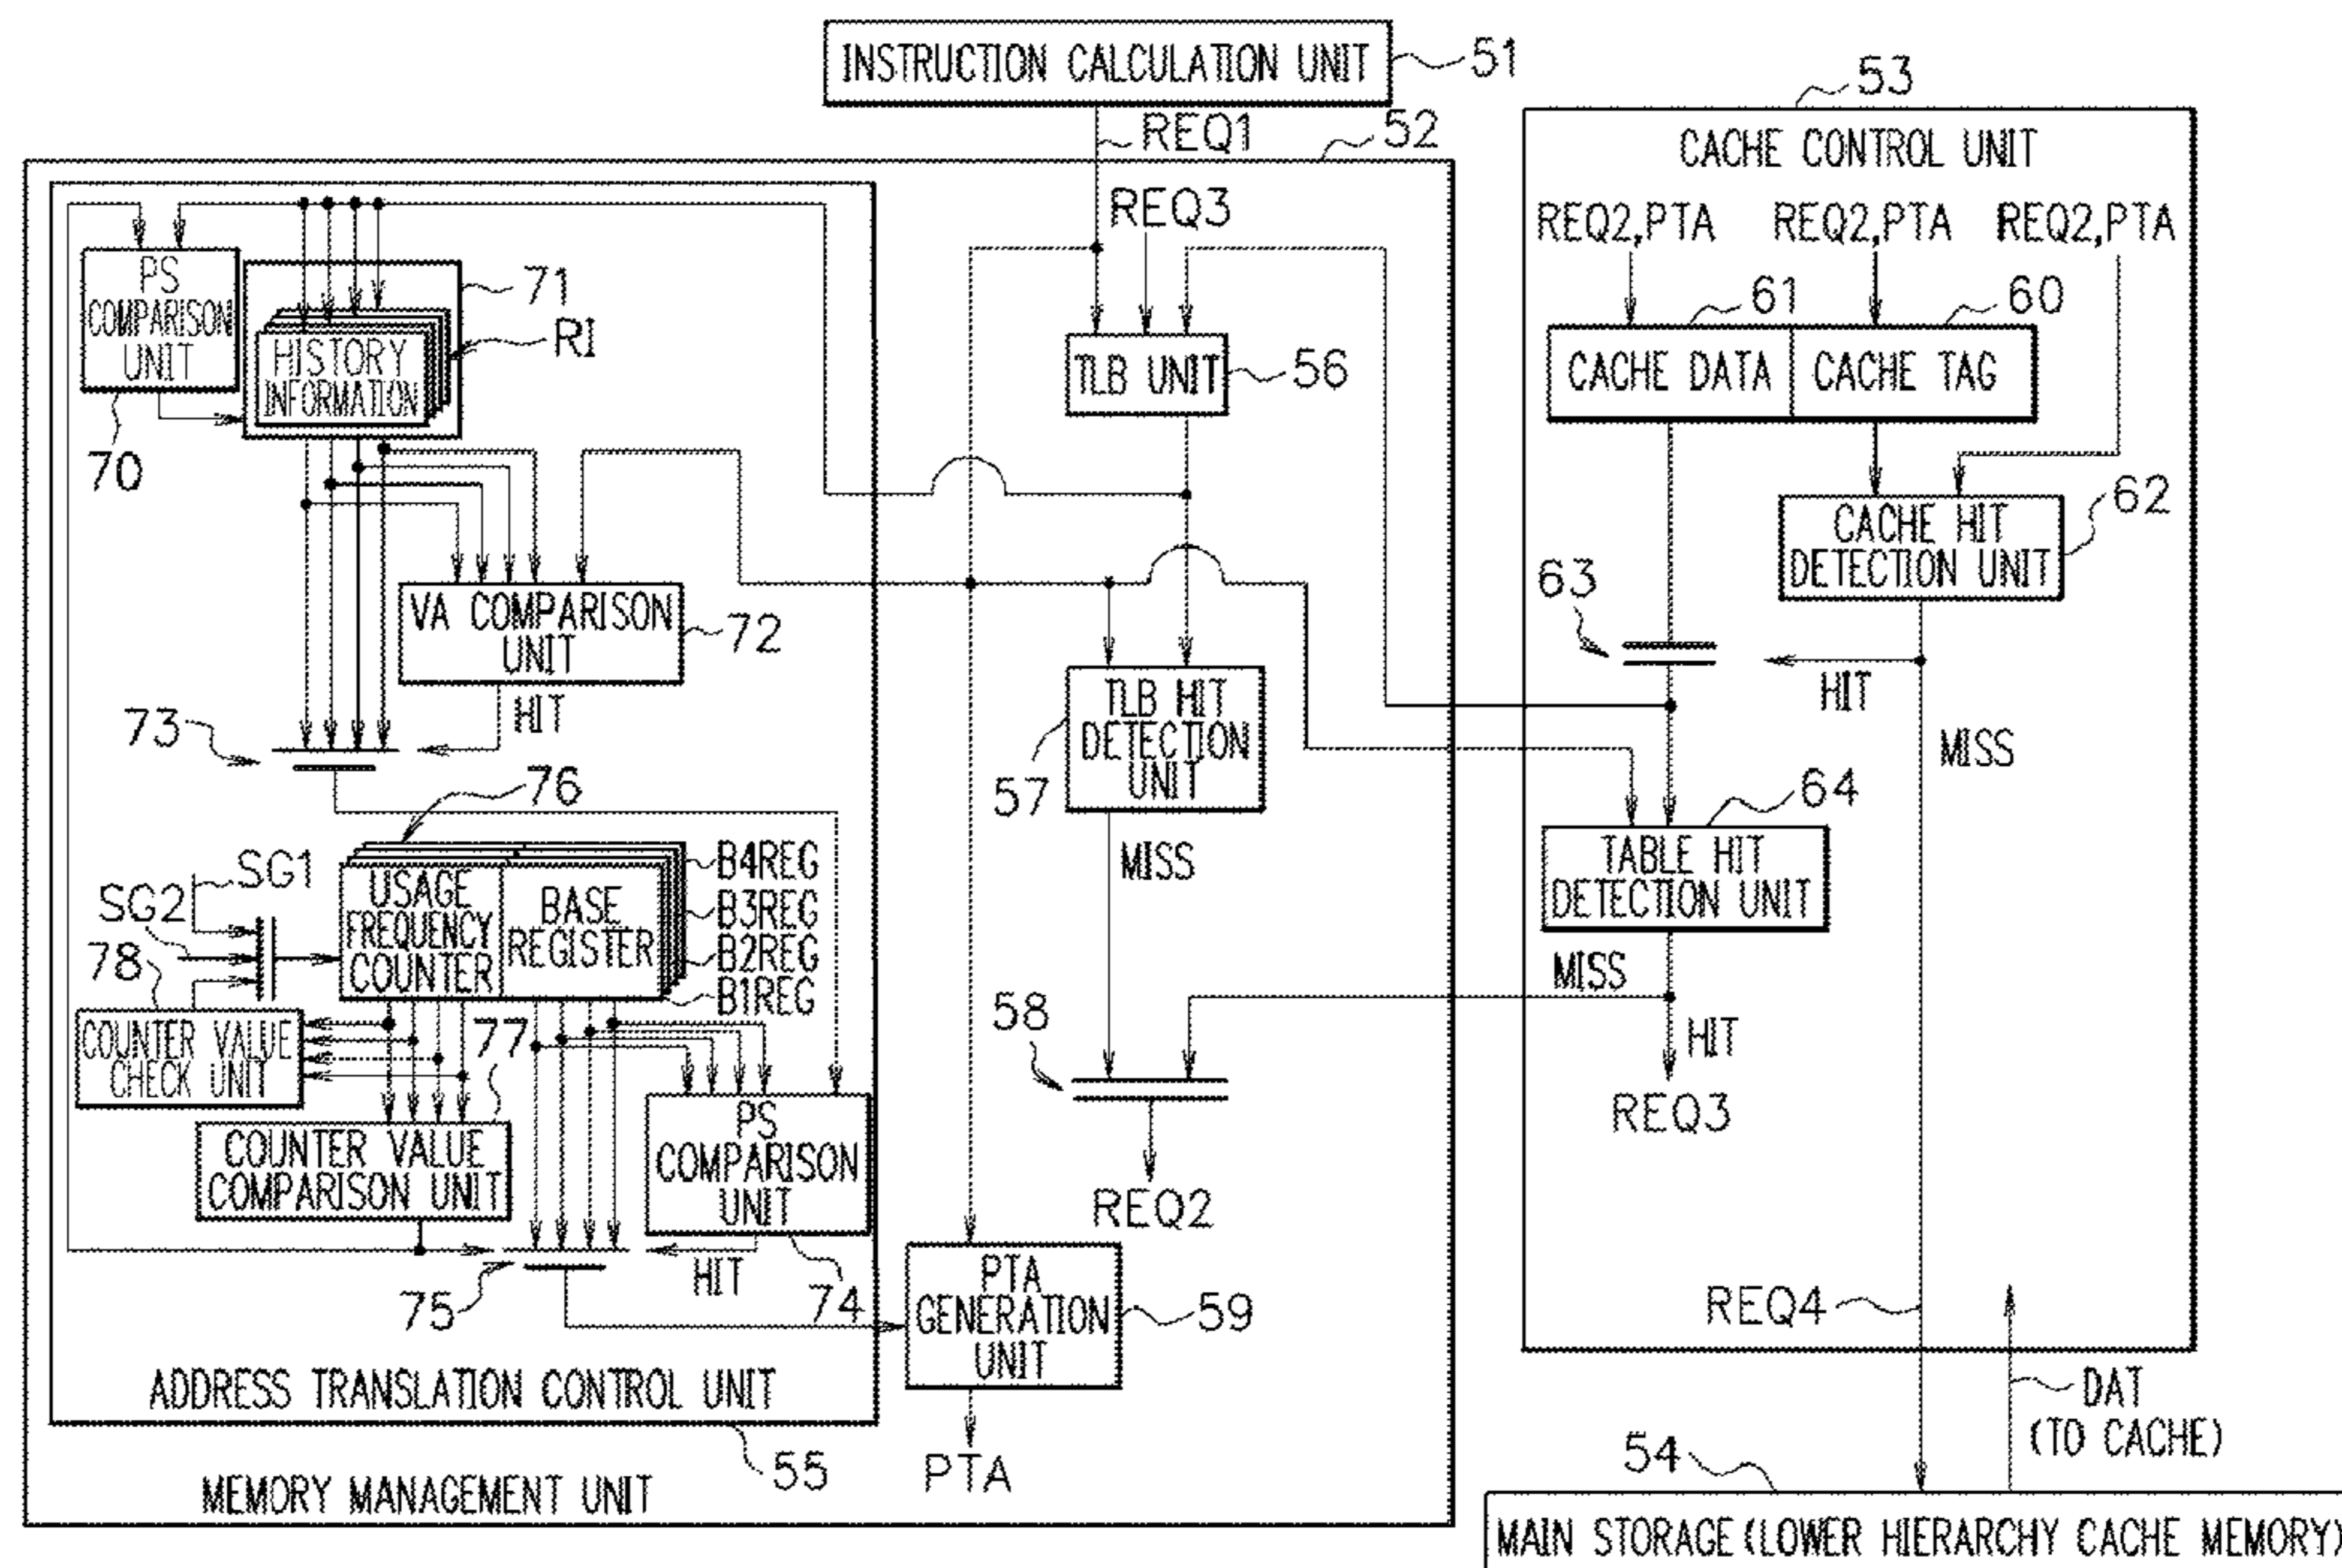 INSTRUCTION CALCULATION UNIT
51
REQ1
52
53
CACHE CONTROL UNIT
REQ3
REQ2,PTA
REQ2,PTA
REQ2,PTA
PS
COMPARISON
UNIT
70
71
HISTORY
INFORMATION
RI
TLB UNIT
56
61
60
CACHE DATA
CACHE TAG
CACHE HIT
DETECTION UNIT
62
63
HIT
MISS
VA COMPARISON
UNIT
72
HIT
73
TLB HIT
DETECTION
UNIT
57
MISS
64
TABLE HIT
DETECTION UNIT
MISS
HIT
REQ3
76
SG1
SG2
78
USAGE
FREQUENCY
COUNTER
BASE
REGISTER
B4REG
B3REG
B2REG
B1REG
COUNTER VALUE
CHECK UNIT
77
COUNTER VALUE
COMPARISON UNIT
PS
COMPARISON
UNIT
58
REQ2
75
HIT
74
PTA
GENERATION
UNIT
59
PTA
REQ4
DAT
(TO CACHE)
ADDRESS TRANSLATION CONTROL UNIT
55
MEMORY MANAGEMENT UNIT
54
MAIN STORAGE(LOWER HIERARCHY CACHE MEMORY)